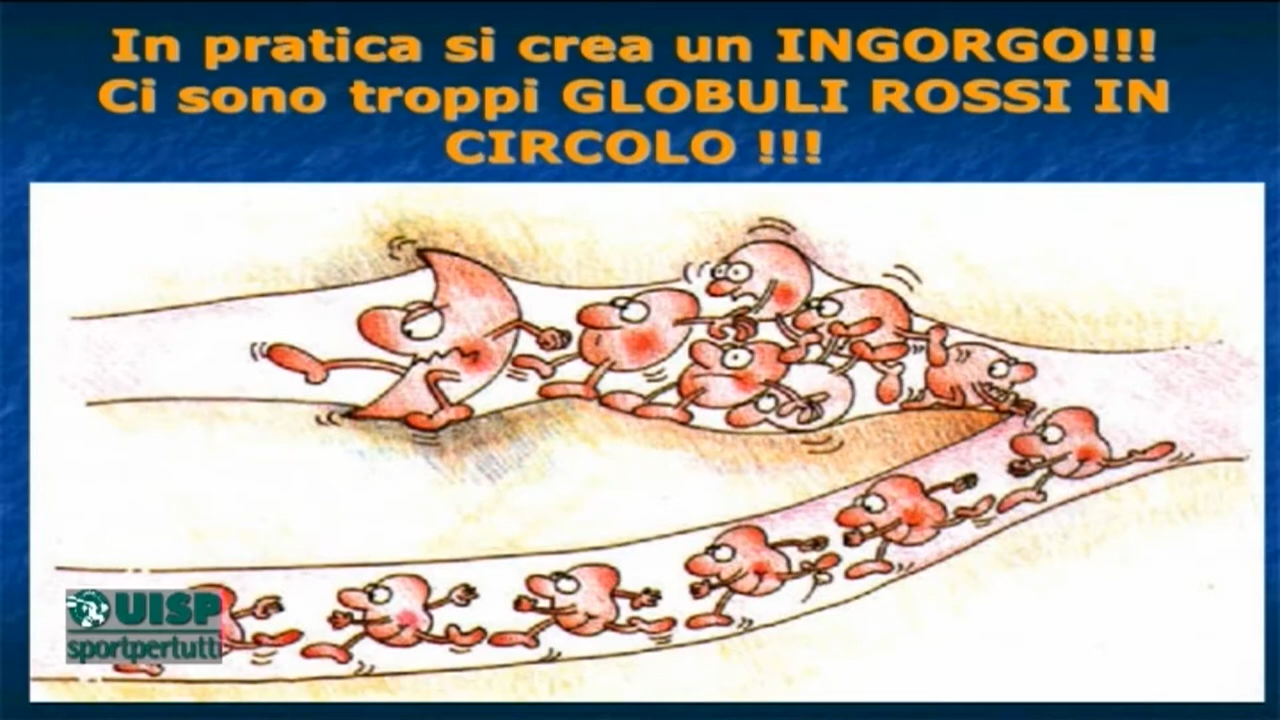 In pratica si crea un INGORGO!!!
Ci sono troppi GLOBULI ROSSI IN
CIRCOLO !!!
UISP
sportpertutti